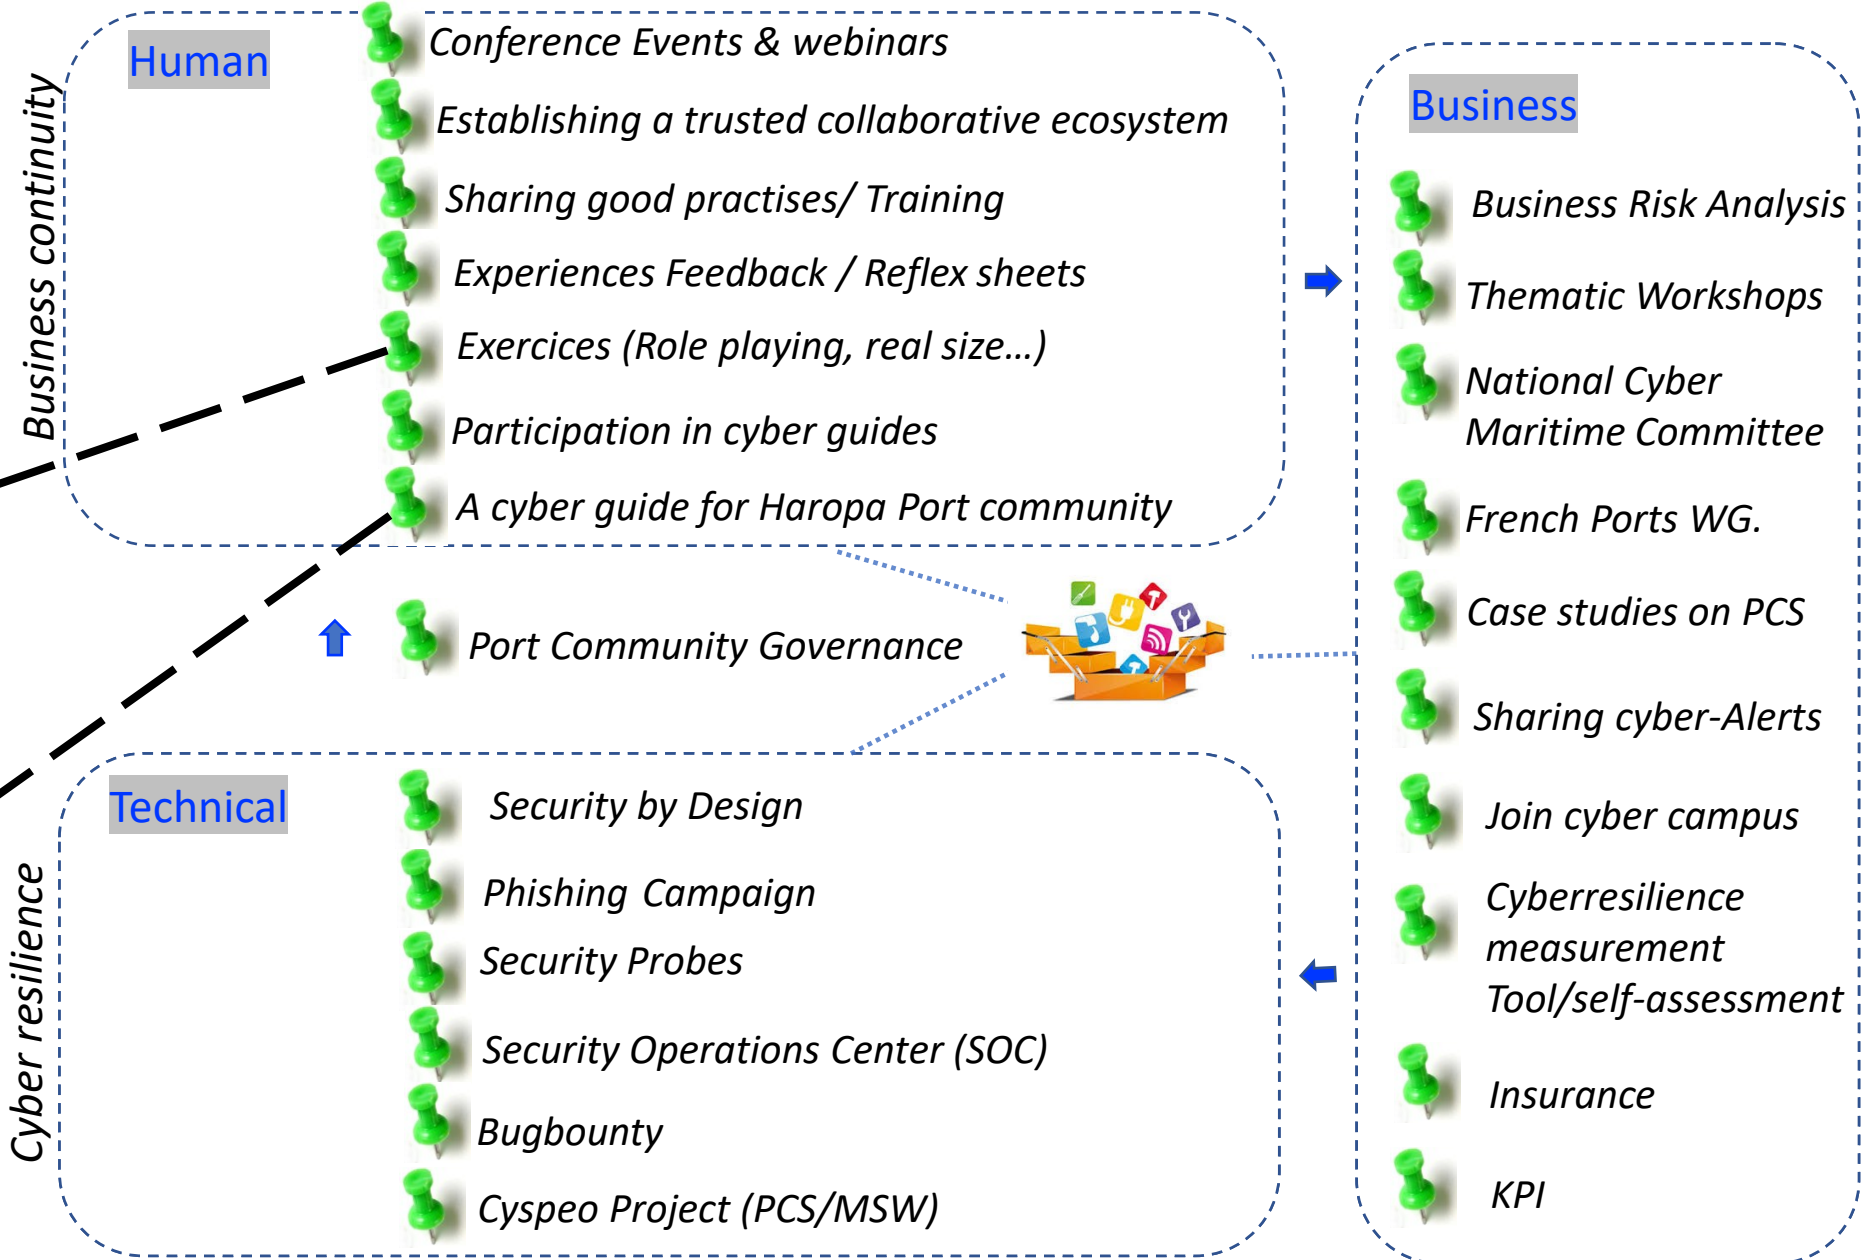 Business continuity
Human
Conference Events & webinars
Establishing a trusted collaborative ecosystem
Sharing good practises/ Training
Experiences Feedback / Reflex sheets
Exercices (Role playing, real size...)
Participation in cyber guides
A cyber guide for Haropa Port community
Port Community Governance
Cyber resilience
Technical
Security by Design
Phishing Campaign
Security Probes
Security Operations Center (SOC)
Bugbounty
Cyspeo Project (PCS/MSW)
Business
Business Risk Analysis
Thematic Workshops
National Cyber
Maritime Committee
French Ports WG.
Case studies on PCS
Sharing cyber-Alerts
Join cyber campus
Cyberresilience
measurement
Tool/self-assessment
Insurance
KPI